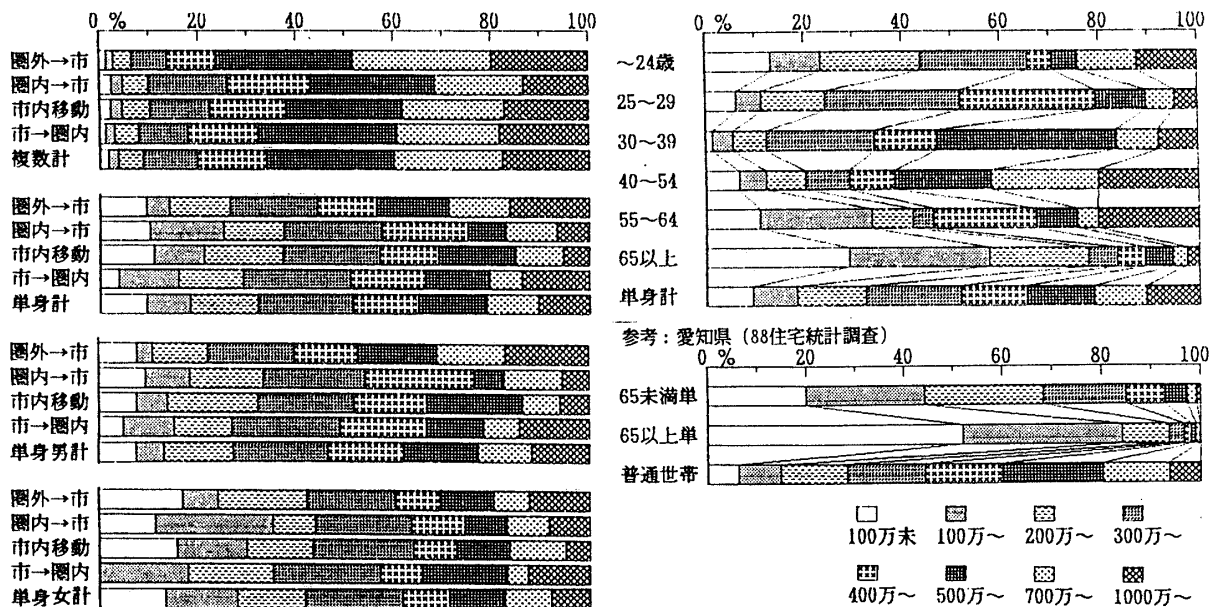 0 % 20 40 60 80 100
圏外→市
圏内→市
市内移動
市→圏内
複数計
圏外→市
圏内→市
市内移動
市→圏内
単身計
圏外→市
圏内→市
市内移動
市→圏内
単身男計
圏外→市
圏内→市
市内移動
市→圏内
単身女計
0 % 20 40 60 80 100
~24歳
25~29
30~39
40~54
55~64
65以上
単身計
参考:愛知県(88住宅統計調査)
0 % 20 40 60 80 100
65未満単
65以上単
普通世帯
100万未 100万~ 200万~ 300万~
400万~ 500万~ 700万~ 1000万~